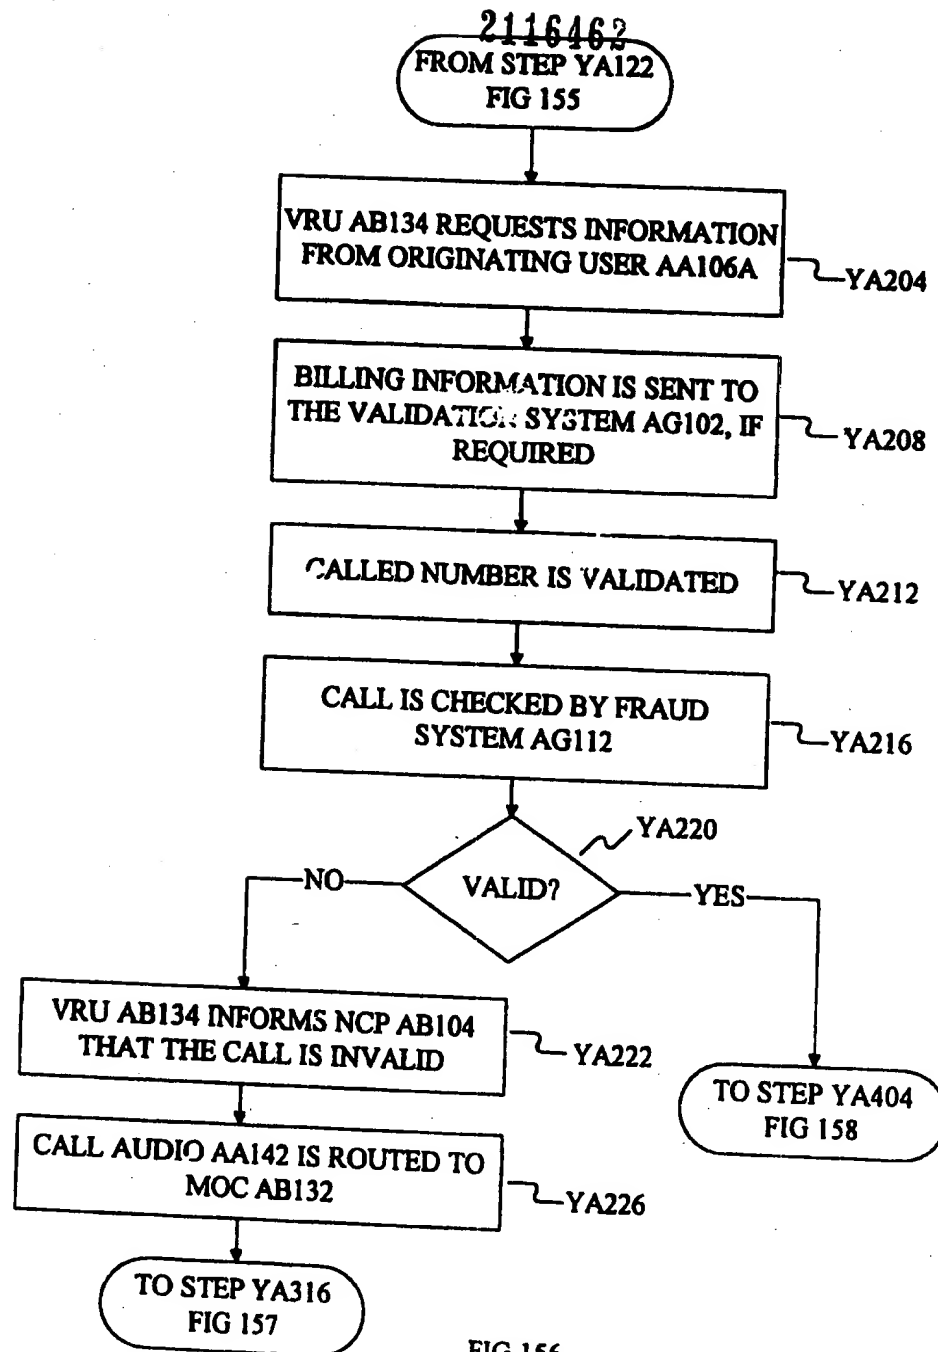 2116462
FROM STEP YA122
FIG 155
VRU AB134 REQUESTS INFORMATION
FROM ORIGINATING USER AA106A
YA204
BILLING INFORMATION IS SENT TO
THE VALIDATION SYSTEM AG102, IF
REQUIRED
YA208
CALLED NUMBER IS VALIDATED
YA212
CALL IS CHECKED BY FRAUD
SYSTEM AG112
YA216
YA220
VALID?
NO
YES
VRU AB134 INFORMS NCP AB104
THAT THE CALL IS INVALID
YA222
TO STEP YA404
FIG 158
CALL AUDIO AA142 IS ROUTED TO
MOC AB132
YA226
TO STEP YA316
FIG 157
FIG 156